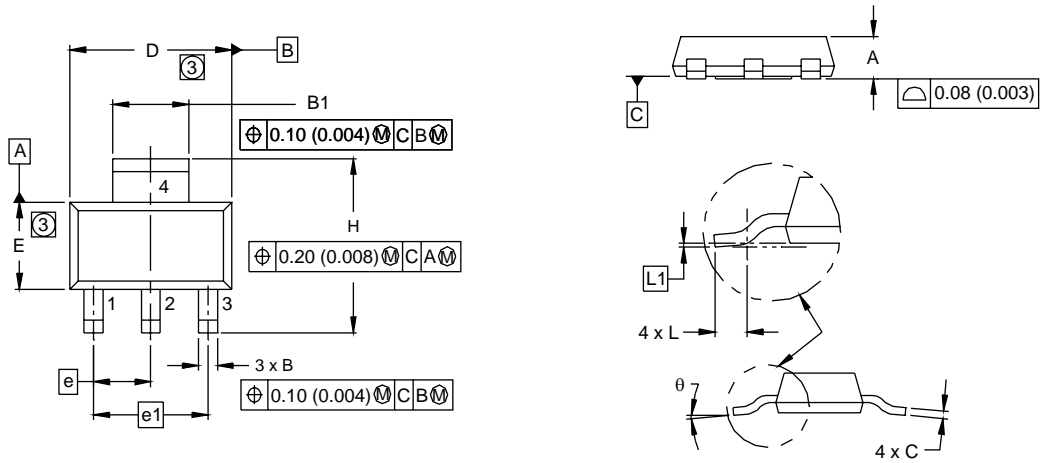 D
B
3
B1
⌖ 0.10 (0.004) Ⓜ C B Ⓜ
A
4
3
E
H
⌖ 0.20 (0.008) Ⓜ C A Ⓜ
1
2
3
3 x B
e
⌖ 0.10 (0.004) Ⓜ C B Ⓜ
e1
A
C
⌓ 0.08 (0.003)
L1
4 x L
θ
4 x C